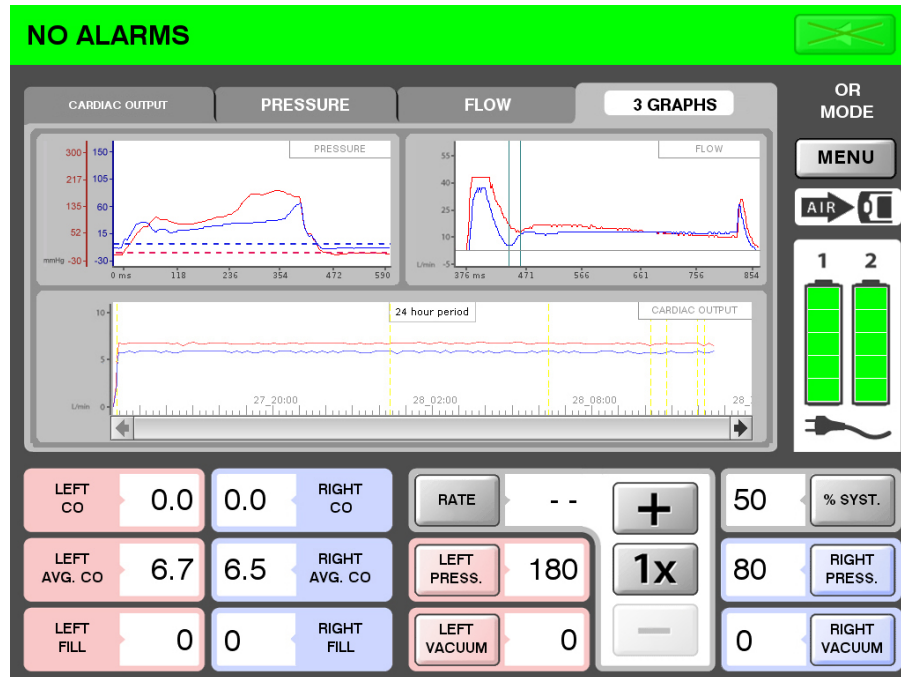 NO ALARMS
CARDIAC OUTPUT
PRESSURE
FLOW
3 GRAPHS
OR
MODE
MENU
AIR
PRESSURE
300- 150-
217- 105-
135- 60-
52- 15-
mmHg -30- -30-
0 ms 118 236 354 472 590
FLOW
55-
40-
25-
10-
L/min -5-
376 ms 471 566 661 756 854
24 hour period
CARDIAC OUTPUT
10-
5-
L/min 0-
27_20:00 28_02:00 28_08:00
1 2
LEFT
CO
0.0
0.0
RIGHT
CO
RATE
- -
+
50
% SYST.
LEFT
AVG. CO
6.7
6.5
RIGHT
AVG. CO
LEFT
PRESS.
180
1x
80
RIGHT
PRESS.
LEFT
FILL
0
0
RIGHT
FILL
LEFT
VACUUM
0
−
0
RIGHT
VACUUM